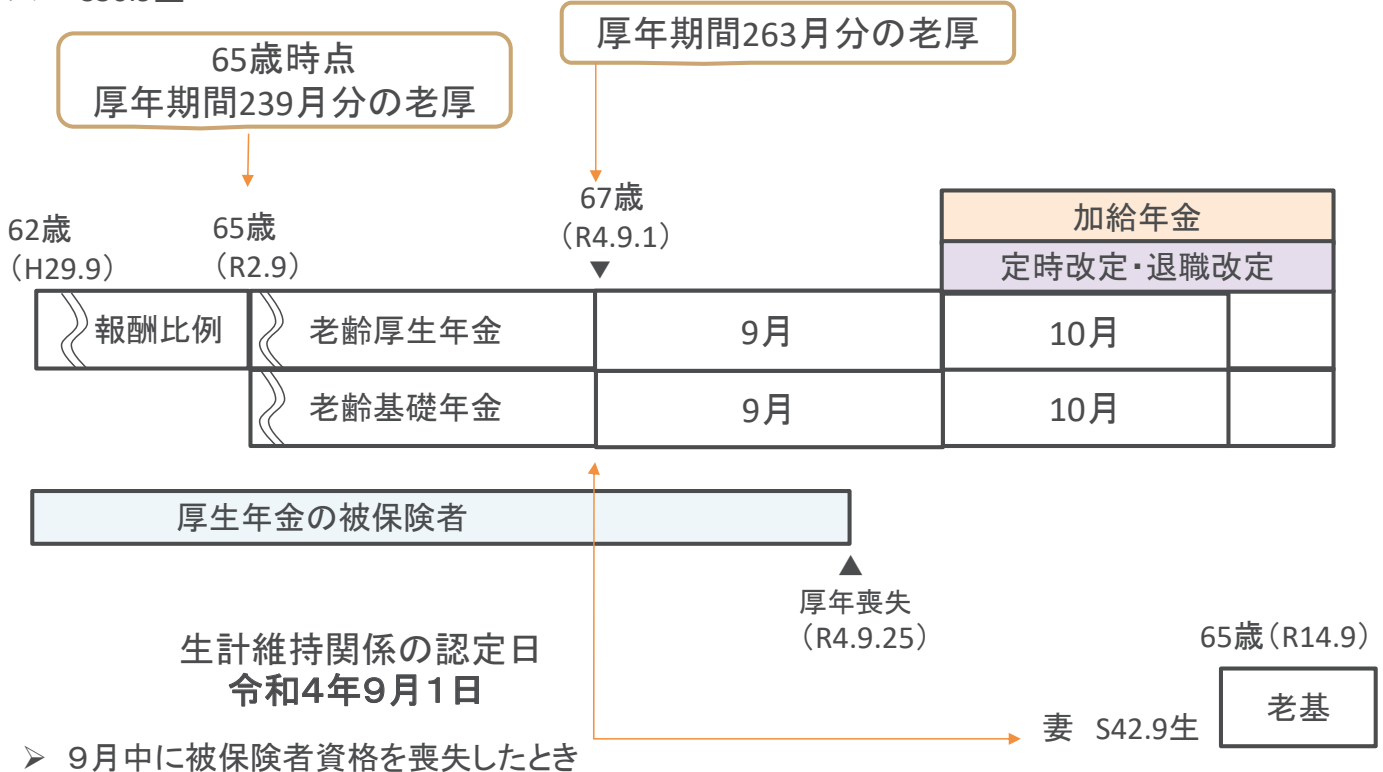 65歳時点
厚年期間239月分の老厚
厚年期間263月分の老厚
62歳
（H29.9）
65歳
（R2.9）
67歳
（R4.9.1）
▼
加給年金
定時改定・退職改定
報酬比例
老齢厚生年金
9月
10月
老齢基礎年金
9月
10月
厚生年金の被保険者
▲
厚年喪失
（R4.9.25）
生計維持関係の認定日
令和４年９月１日
65歳（R14.9）
妻 S42.9生
老基
➢ ９月中に被保険者資格を喪失したとき